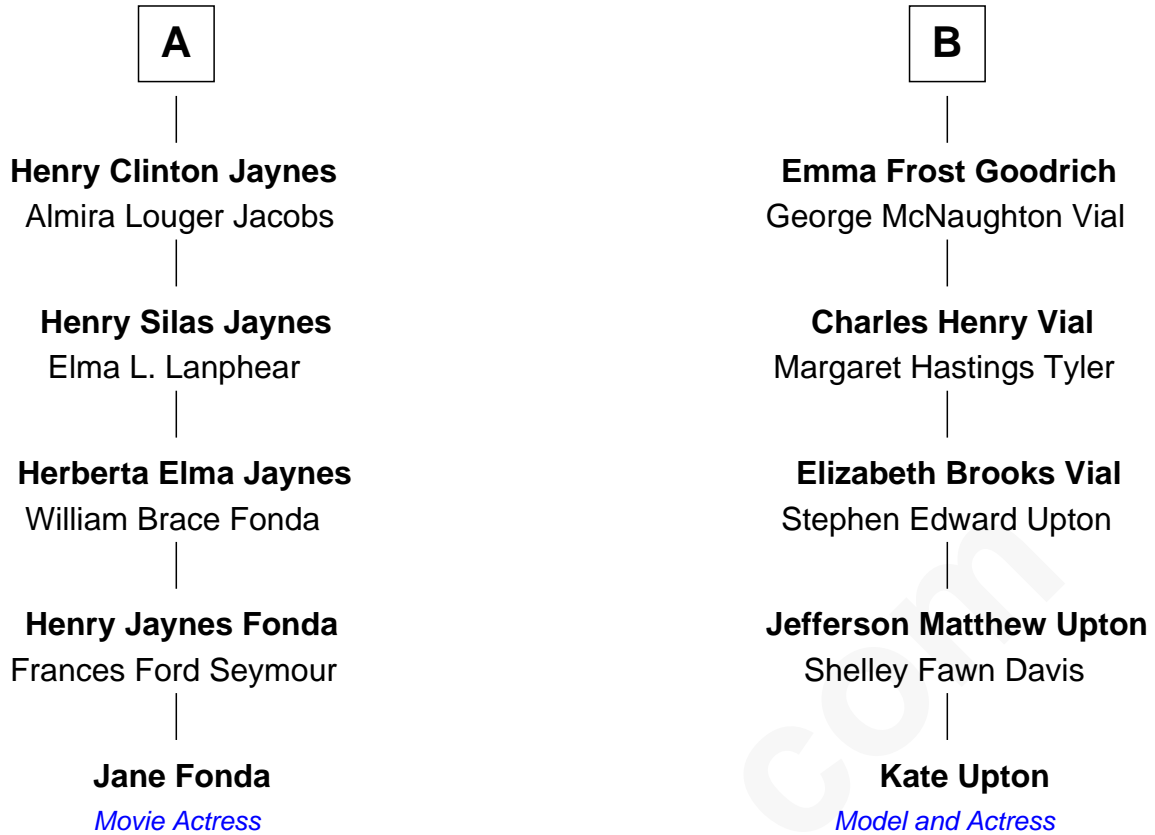 A
Henry Clinton Jaynes
Almira Louger Jacobs
Henry Silas Jaynes
Elma L. Lanphear
Herberta Elma Jaynes
William Brace Fonda
Henry Jaynes Fonda
Frances Ford Seymour
Jane Fonda
Movie Actress
B
Emma Frost Goodrich
George McNaughton Vial
Charles Henry Vial
Margaret Hastings Tyler
Elizabeth Brooks Vial
Stephen Edward Upton
Jefferson Matthew Upton
Shelley Fawn Davis
Kate Upton
Model and Actress
com